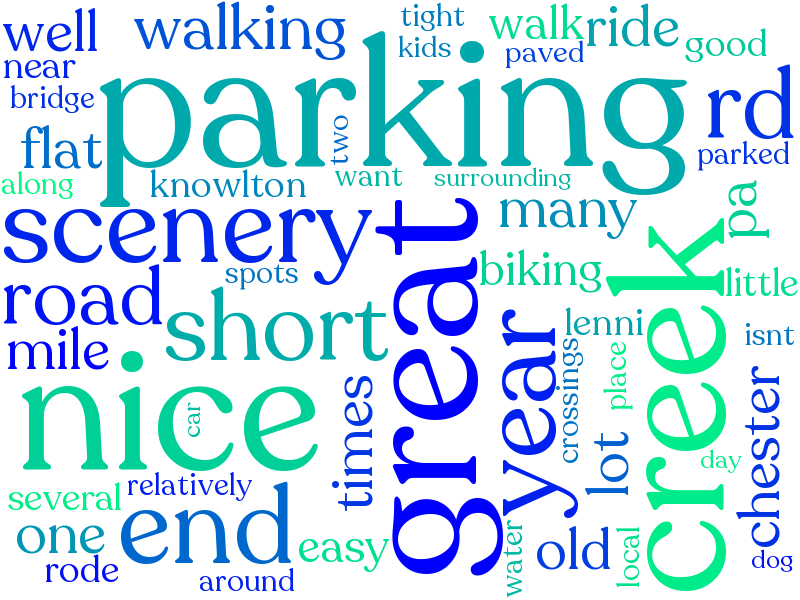 well
walking
tight
walk
ride
good
near
kids
paved
bridge
parking
rd
flat
two
parked
along
knowlton
want
surrounding
scenery
great
many
pa
spots
biking
creek
little
road
short
year
lenni
isnt
mile
nice
car
times
crossings
place
chester
lot
day
several
relatively
end
one
easy
water
old
local
dog
rode
around